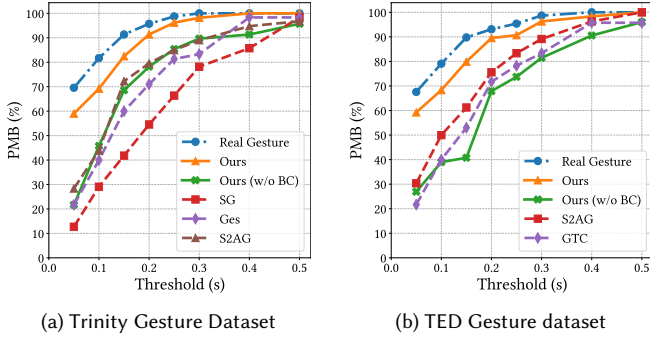 100
90
80
70
60
50
40
30
20
10
0
PMB (%)
Real Gesture
Ours
Ours (w/o BC)
SG
Ges
S2AG
0.0 0.1 0.2 0.3 0.4 0.5
Threshold (s)
(a) Trinity Gesture Dataset
100
90
80
70
60
50
40
30
20
10
0
PMB (%)
Real Gesture
Ours
Ours (w/o BC)
S2AG
GTC
0.0 0.1 0.2 0.3 0.4 0.5
Threshold (s)
(b) TED Gesture dataset